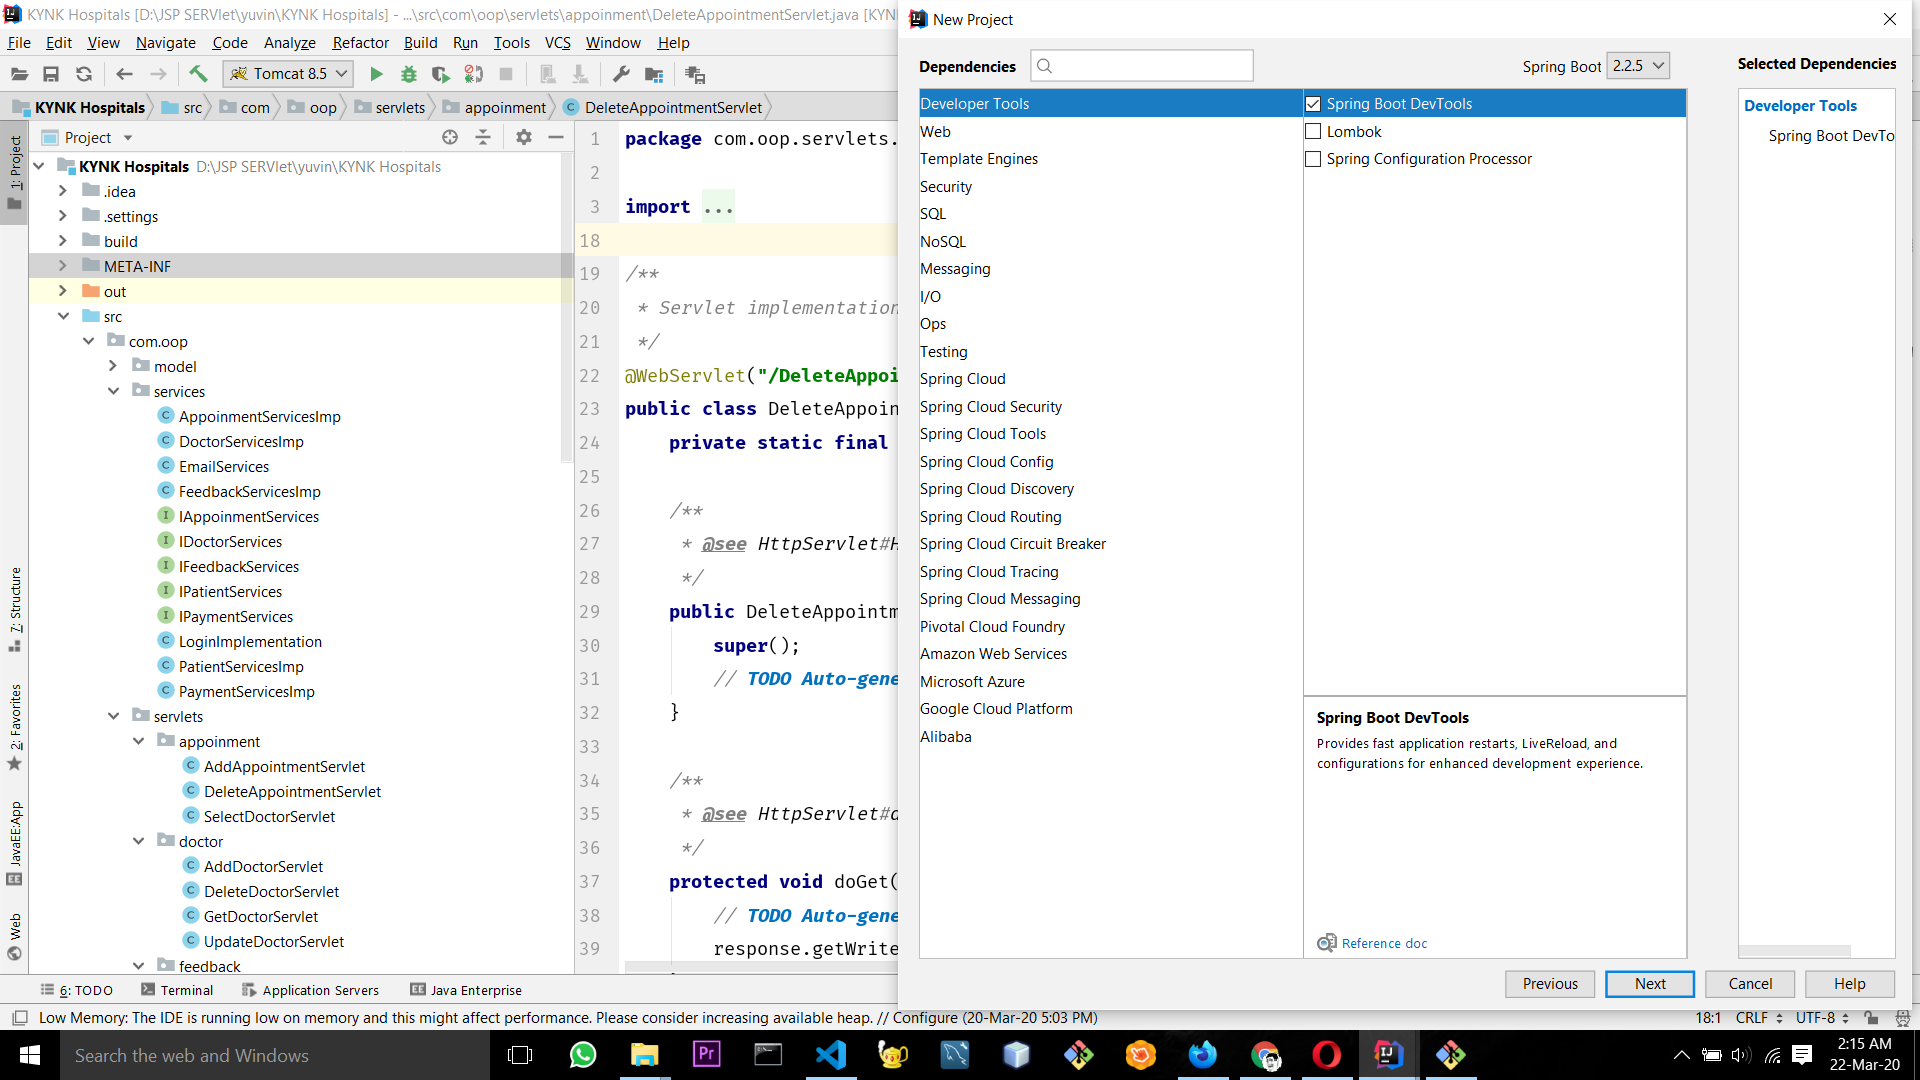 KYNK Hospitals [D:\JSP SERVlet\yuvin\KYNK Hospitals] - ...\src\com\oop\servlets\appoinment\DeleteAppointmentServlet.java [KYN
File Edit View Navigate Code Analyze Refactor Build Run Tools VCS Window Help
Tomcat 8.5
KYNK Hospitals src com oop servlets appoinment DeleteAppointmentServlet
Project
1: Project
7: Structure
2: Favorites
JavaEE:App
Web
KYNK Hospitals D:\JSP SERVlet\yuvin\KYNK Hospitals
.idea
.settings
build
META-INF
out
src
com.oop
model
services
AppoinmentServicesImp
DoctorServicesImp
EmailServices
FeedbackServicesImp
IAppoinmentServices
IDoctorServices
IFeedbackServices
IPatientServices
IPaymentServices
LoginImplementation
PatientServicesImp
PaymentServicesImp
servlets
appoinment
AddAppointmentServlet
DeleteAppointmentServlet
SelectDoctorServlet
doctor
AddDoctorServlet
DeleteDoctorServlet
GetDoctorServlet
UpdateDoctorServlet
feedback
1 package com.oop.servlets.
2
3 import ...
18
19 /**
20 * Servlet implementation
21 */
22 @WebServlet("/DeleteAppoi
23 public class DeleteAppoin
24 private static final
25
26 /**
27 * @see HttpServlet#H
28 */
29 public DeleteAppointm
30 super();
31 // TODO Auto-gene
32 }
33
34 /**
35 * @see HttpServlet#d
36 */
37 protected void doGet(
38 // TODO Auto-gene
39 response.getWrite
New Project
Dependencies
Spring Boot 2.2.5
Selected Dependencies
Developer Tools
Web
Template Engines
Security
SQL
NoSQL
Messaging
I/O
Ops
Testing
Spring Cloud
Spring Cloud Security
Spring Cloud Tools
Spring Cloud Config
Spring Cloud Discovery
Spring Cloud Routing
Spring Cloud Circuit Breaker
Spring Cloud Tracing
Spring Cloud Messaging
Pivotal Cloud Foundry
Amazon Web Services
Microsoft Azure
Google Cloud Platform
Alibaba
Spring Boot DevTools
Lombok
Spring Configuration Processor
Developer Tools
Spring Boot DevTo
Spring Boot DevTools
Provides fast application restarts, LiveReload, and
configurations for enhanced development experience.
Reference doc
Previous Next Cancel Help
6: TODO Terminal Application Servers Java Enterprise
Low Memory: The IDE is running low on memory and this might affect performance. Please consider increasing available heap. // Configure (20-Mar-20 5:03 PM)
18:1 CRLF UTF-8
Search the web and Windows
Pr
2:15 AM
22-Mar-20